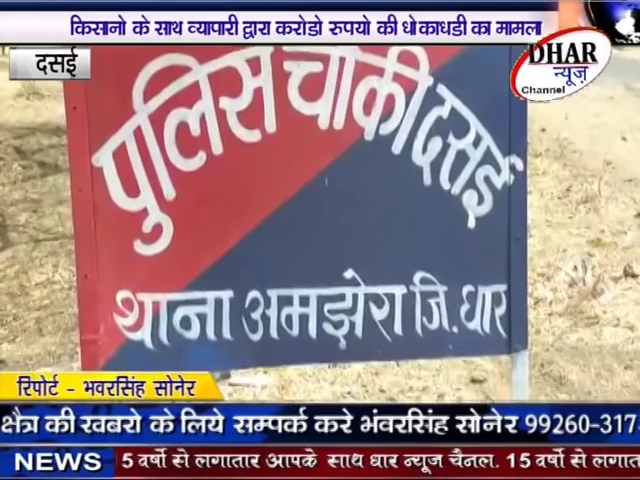 किसानो के साथ व्यापारी द्वारा करोडो रुपयो की धोकाधडी का मामला
दसई
DHAR
न्यूज़
Channel
पुलिस चौकी दसई
थाना अमझेरा जि. धार
रिपोर्ट - भवरसिंह सोनेर
क्षैत्र की खबरो के लिये सम्पर्क करे भंवरसिंह सोनेर 99260-317
NEWS 5 वर्षो से लगातार आपके साथ धार न्यूज चैनल. 15 वर्षो से लगा